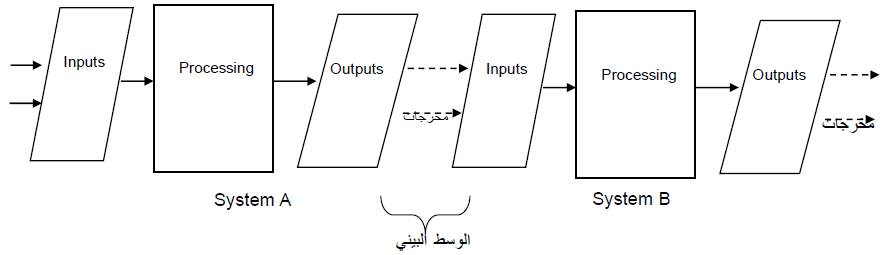 Inputs
Processing
Outputs
مخرجات
Inputs
Processing
Outputs
مخرجات
System A
System B
الوسط البيني